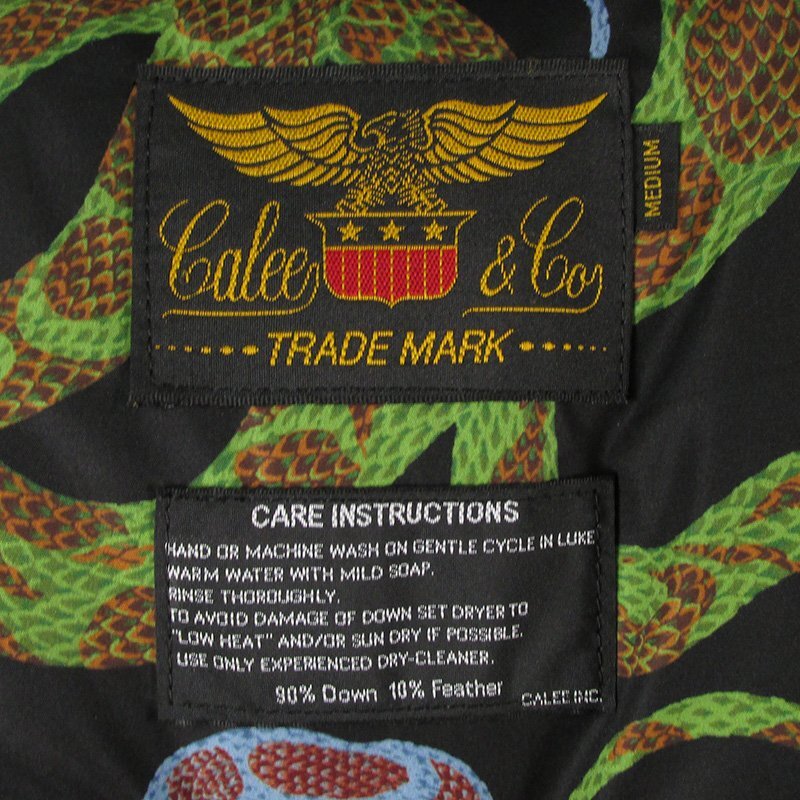 Calee & Co
MEDIUM
TRADE MARK
CARE INSTRUCTIONS
HAND OR MACHINE WASH ON GENTLE CYCLE IN LUKE
WARM WATER WITH MILD SOAP.
RINSE THOROUGHLY.
TO AVOID DAMAGE OF DOWN SET DRYER TO
"LOW HEAT" AND/OR SUN DRY IF POSSIBLE.
USE ONLY EXPERIENCED DRY-CLEANER.
90% Down 10% Feather
CALEE INC.